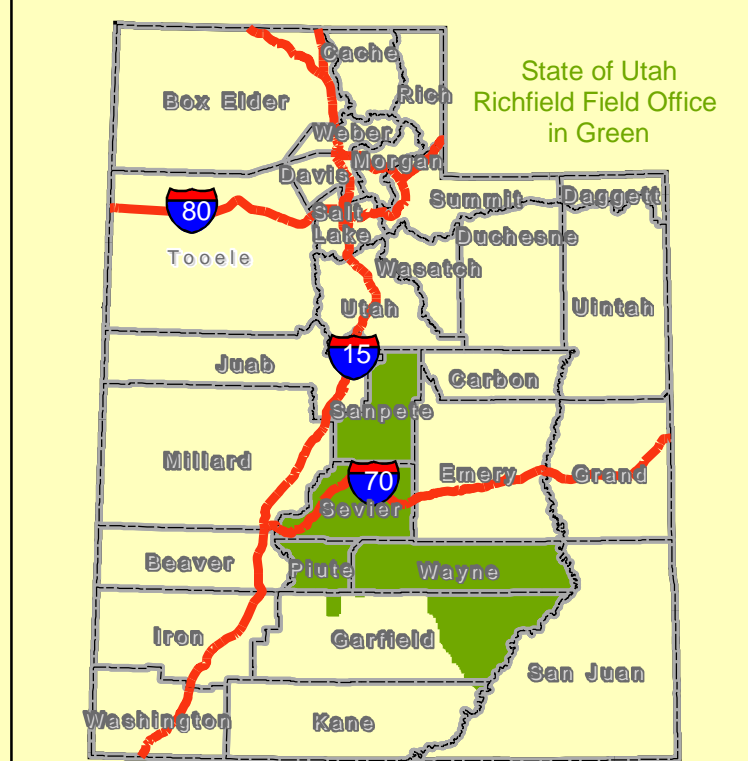 State of Utah
Richfield Field Office
in Green
Cache
Box Elder
Rich
Weber
Morgan
Davis
Summit
Daggett
80
Salt
Lake
Duchesne
Tooele
Wasatch
Utah
Uintah
15
Juab
Carbon
Sanpete
Millard
70
Emery
Grand
Sevier
Beaver
Piute
Wayne
Iron
Garfield
San Juan
Washington
Kane